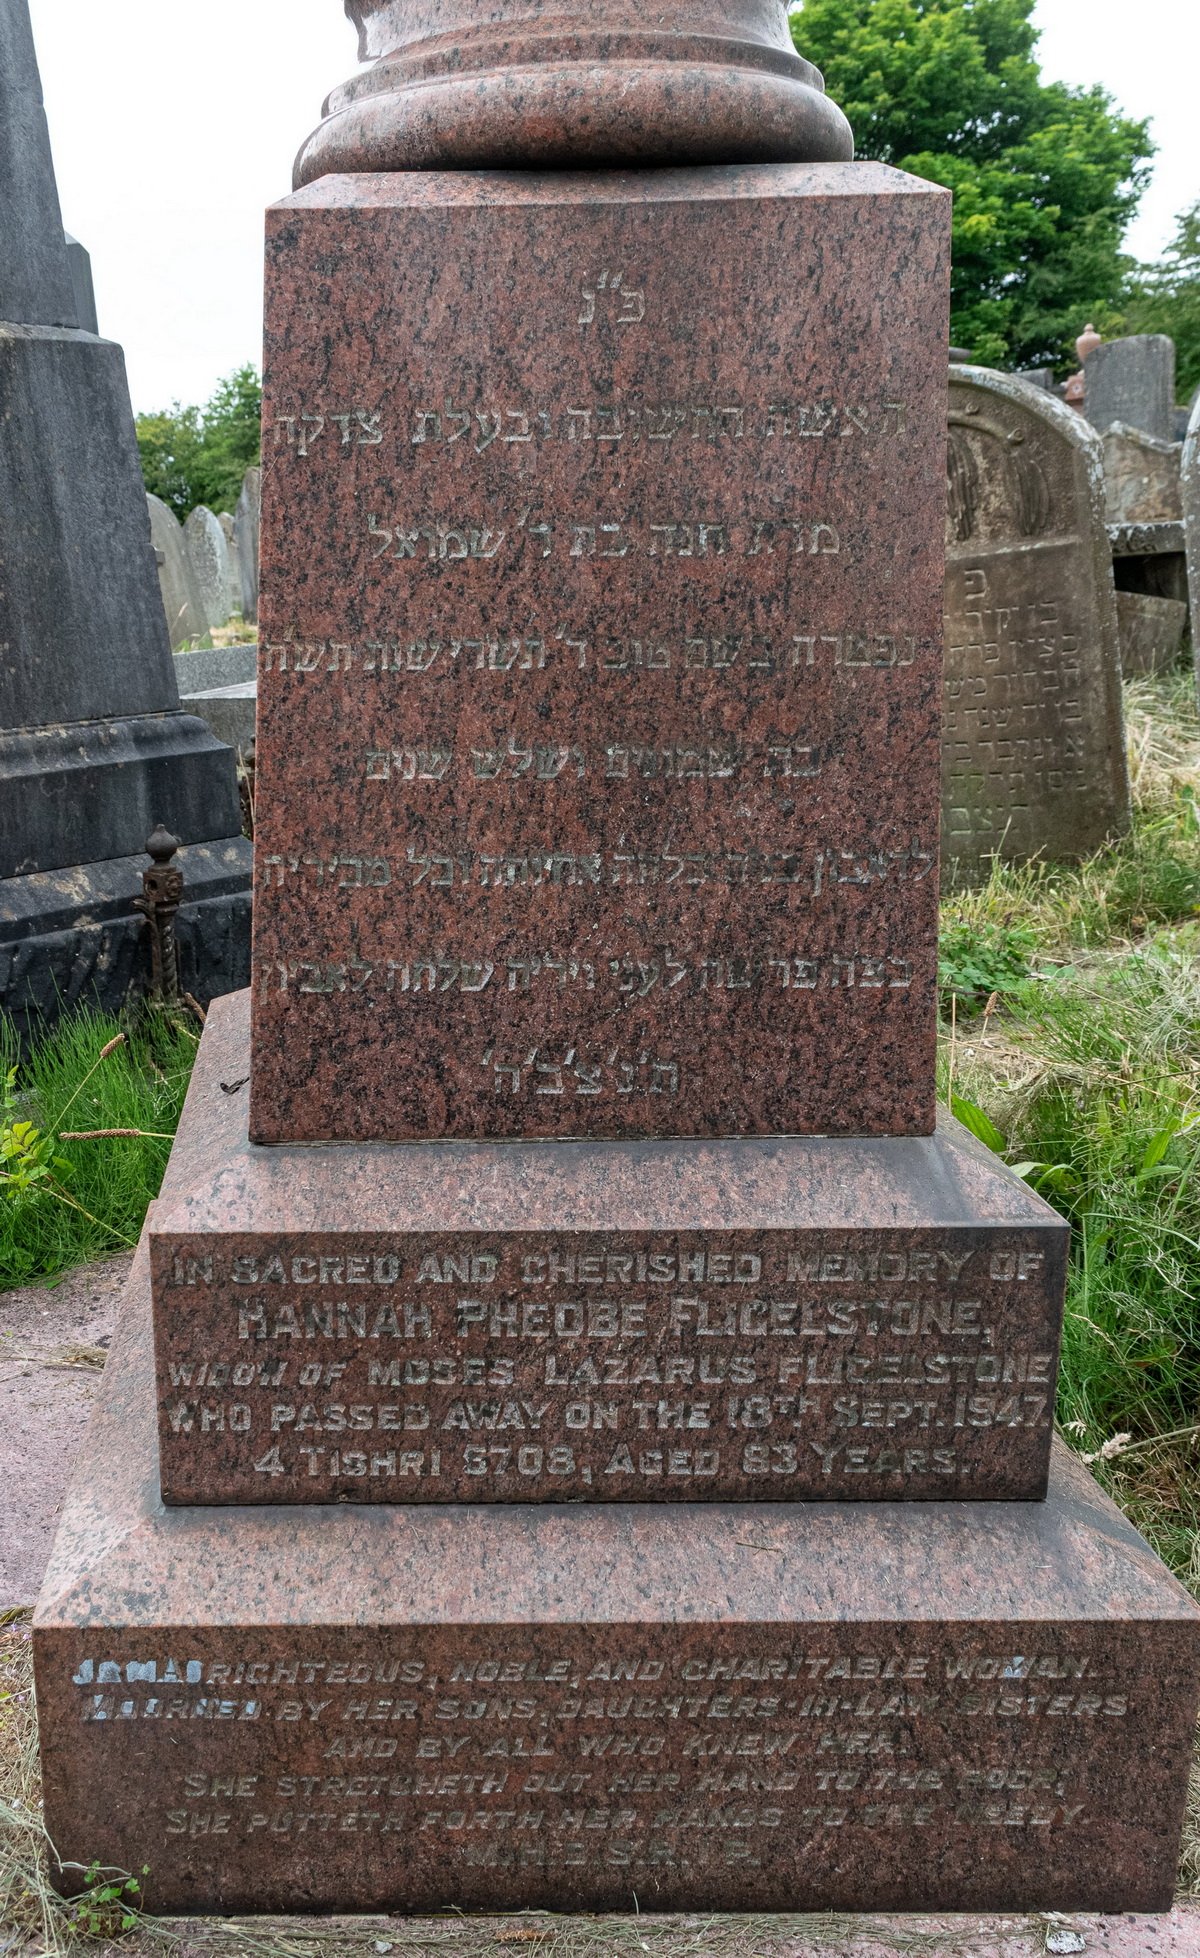 פ"נ
האשה החשובה ובעלת צדקה
מרת חנה בת ר' שמואל
נפטרה בשם טוב ד' תשרי שנת תש"ח
בת שמונים ושלש שנים
לדאבון בניה כלתה אחיותה וכל מכיריה
כפה פרשה לעני וידיה שלחה לאביון
ת'נ'צ'ב'ה'
IN SACRED AND CHERISHED MEMORY OF
HANNAH PHEOBE FLIGELSTONE,
WIDOW OF MOSES LAZARUS FLIGELSTONE
WHO PASSED AWAY ON THE 18TH SEPT. 1947.
4 TISHRI 5708, AGED 83 YEARS.
RIGHTEOUS, NOBLE, AND CHARITABLE WOMAN.
MOURNED BY HER SONS, DAUGHTERS-IN-LAW SISTERS
AND BY ALL WHO KNEW HER.
SHE STRETCHETH OUT HER HAND TO THE POOR;
SHE PUTTETH FORTH HER HANDS TO THE NEEDY.
M.H.D.S.R.I.P.